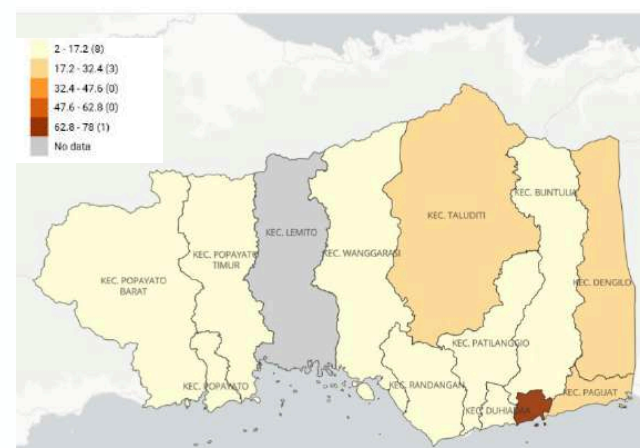 2 - 17.2 (8)
17.2 - 32.4 (3)
32.4 - 47.6 (0)
47.6 - 62.8 (0)
62.8 - 78 (1)
No data
KEC. BUNTULIA
KEC. TALUDITI
KEC. LEMITO
KEC. POPAYATO
TIMUR
KEC. WANGGARASI
KEC. POPAYATO
BARAT
KEC. DENGILO
KEC. PATILANGGIO
KEC. RANDANGAN
KEC. POPAYATO
KEC. PAGUAT
KEC. DUHIADAA